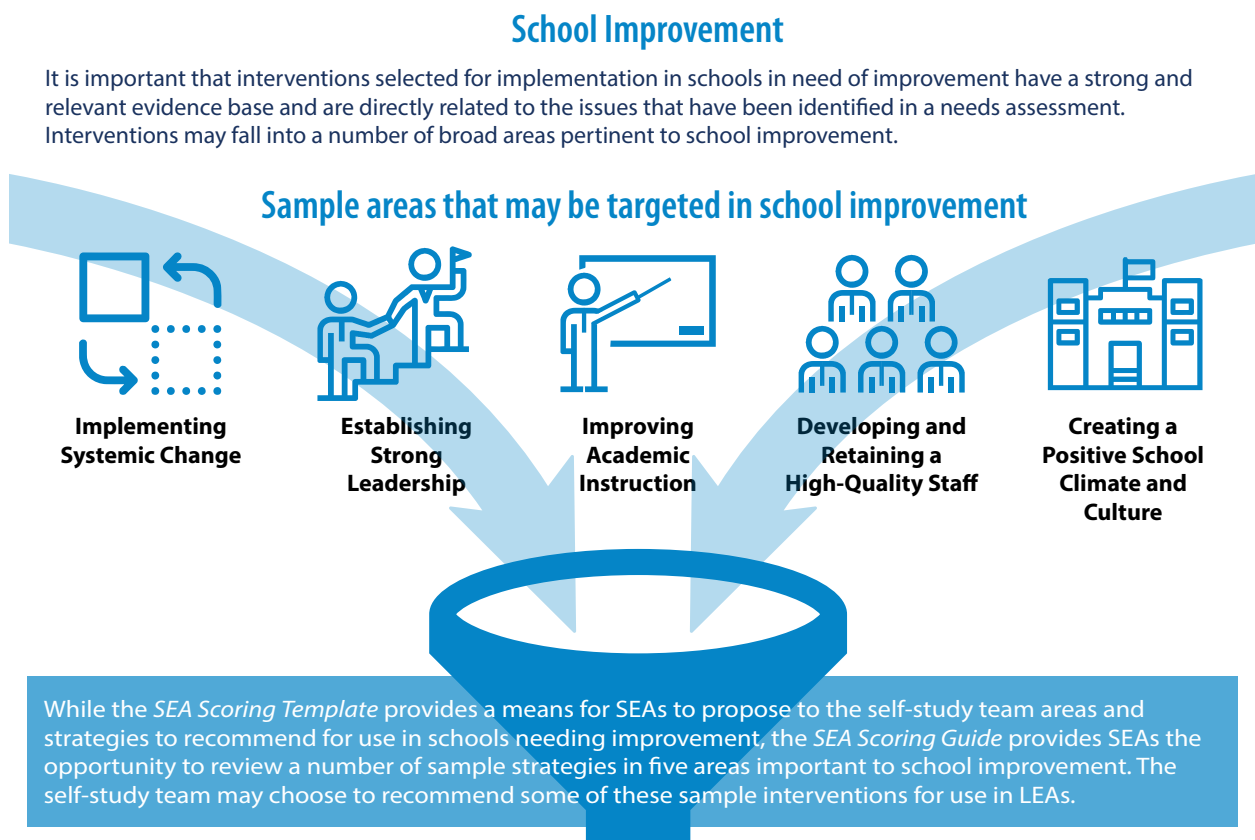 School Improvement
It is important that interventions selected for implementation in schools in need of improvement have a strong and
relevant evidence base and are directly related to the issues that have been identified in a needs assessment.
Interventions may fall into a number of broad areas pertinent to school improvement.
Sample areas that may be targeted in school improvement
Implementing
Systemic Change
Establishing
Strong
Leadership
Improving
Academic
Instruction
Developing and
Retaining a
High-Quality Staff
Creating a
Positive School
Climate and
Culture
While the SEA Scoring Template provides a means for SEAs to propose to the self-study team areas and
strategies to recommend for use in schools needing improvement, the SEA Scoring Guide provides SEAs the
opportunity to review a number of sample strategies in five areas important to school improvement. The
self-study team may choose to recommend some of these sample interventions for use in LEAs.